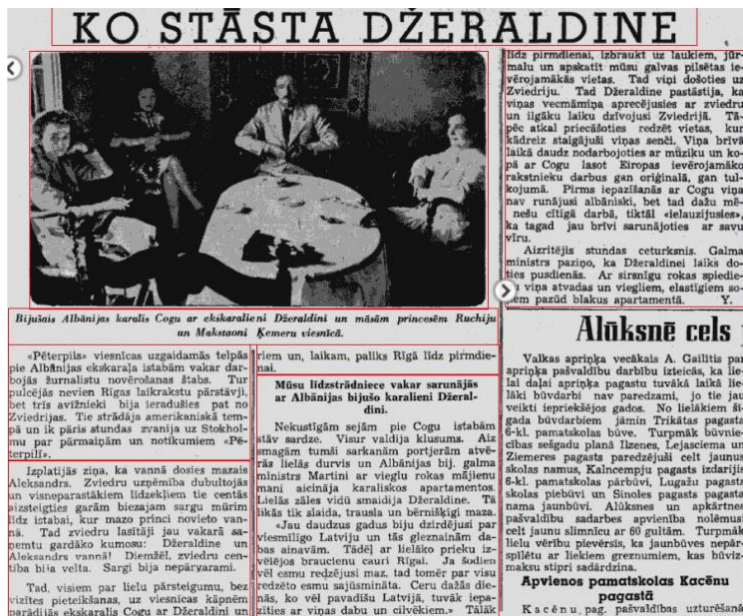 KO STĀSTA DŽERALDINE
Bijušais Albānijas karalis Cogu ar ekskaralieni Džeraldini un māsām princesēm Ruchiju
un Makstaoni Ķemeru viesnīcā.
«Pēterpils» viesnīcas uzgaidamās telpās
pie Albānijas ekskaraļa istabām vakar dar-
bojās žurnalistu novērošanas štabs. Tur
pulcējās nevien Rīgas laikrakstu pārstāvji,
bet trīs avīžnieki bija ieradušies pat no
Zviedrijas. Tie strādāja amerikaniskā tem-
pā un ik pāris stundas zvanija uz Stokhol-
mu par pārmaiņām un notikumiem «Pē-
terpilī».
Izplatijās ziņa, ka vannā dosies mazais
Aleksandrs. Zviedru uzņēmība dubultojās
un visneparastākiem līdzekļiem tie centās
aizsteigties garām biezajam sargu mūrim
līdz istabai, kur mazo princi novieto van-
nā. Tad zviedru lasītāji jau vakarā sa-
ņemtu gardāko kumosu: Džeraldine un
Aleksandrs vannā! Diemžēl, zviedru cen-
tība bija velta. Sargi bija nepārvarami.
Tad, visiem par lielu pārsteigumu, bez
vizītes pieteikšanas, uz viesnīcas kāpnēm
parādījās ekskaralis Cogu ar Džeraldini un
riem un, laikam, paliks Rīgā līdz pirmdie-
nai.
Mūsu līdzstrādniece vakar sarunājās
ar Albānijas bijušo karalieni Džeral-
dini.
Nekustīgām sejām pie Cogu istabām
stāv sardze. Visur valdija klusums. Aiz
smagām tumši sarkanām portjerām atvē-
rās lielās durvis un Albānijas bij. galma
ministrs Martini ar vieglu rokas mājienu
mani aicināja karaliskos apartamentos.
Lielās zāles vidū smaidija Džeraldine. Tā
likās tik slaida, trausla un bērnišķigi maza.
«Jau daudzus gadus biju dzirdējusi par
viesmīlīgo Latviju un tās gleznainām da-
bas ainavām. Tādēļ ar lielāko prieku iz-
vēlējos braucienu cauri Rīgai. Ja šodien
vēl esmu redzējusi maz, tad tomēr par visu
redzēto esmu sajūsmināta. Ceru dažās die-
nās, ko vēl pavadīšu Latvijā, tuvāk iepa-
zīties ar viņas dabu un cilvēkiem.» Tālāk
līdz pirmdienai, izbraukt uz laukiem, jūr-
malu un apskatīt mūsu galvas pilsētas ie-
vērojamākās vietas. Tad viņi došoties uz
Zviedriju. Tad Džeraldine pastāstija, ka
viņas vecmāmiņa aprecējusies ar zviedru
un ilgāku laiku dzīvojusi Zviedrijā. Tā-
pēc atkal priecāšoties redzēt vietas, kur
kādreiz staigājuši viņas senči. Viņa brīvā
laikā daudz nodarbojoties ar mūziku un ko-
pā ar Cogu lasot Eiropas ievērojamāko
rakstnieku darbus gan oriģinalā, gan tul-
kojumā. Pirms iepazīšanās ar Cogu viņa
nav runājusi albāniski, bet tad dažu mē-
nešu cītīgā darbā, tiktāl «ielauzijusies»,
ka tagad jau brīvi sarunājoties ar savu
vīru.
Aizritējis stundas ceturksnis. Galma
ministrs paziņo, ka Džeraldinei laiks do-
ties pusdienās. Ar sirsnīgu rokas spiedie-
viņa atvadas un viegliem, elastīgiem so-
pazūd blakus apartamentā. Y.
Alūksnē cels
Valkas apriņķa vecākais A. Gailītis par
apriņķa pašvaldību darbību izteicās, ka lie-
lai daļai apriņķa pagastu tuvākā laikā lie-
lāki būvdarbi nav paredzami, jo tie jau
veikti iepriekšējos gados. No lielākiem šī-
gada būvdarbiem jāmin Trikātas pagasta
6-kl. pamatskolas būve. Turpmāk būvnie-
cības sešgadu plānā Ilzenes, Lejasciema un
Ziemeres pagasts paredzējuši celt jaunus
skolas namus, Kalncempju pagasts izdarījis
6-kl. pamatskolas pārbūvi, Lugažu pagasts
skolas piebūvi un Sinoles pagasts pagasta
nama jaunbūvi. Alūksnes un apkārtnes
pašvaldību sadarbes apvienība nolēmusi
celt jaunu slimnīcu ar 60 gultām. Turpmāk
lielu vērību pievērsīs, ka jaunbūves nepār-
spīlētu ar liekiem greznumiem, kas būviz-
maksu stipri sadārdzina.
Apvienos pamatskolas Kacēnu
pagastā
Kacēnu pag. pašvaldības uzturēšanā